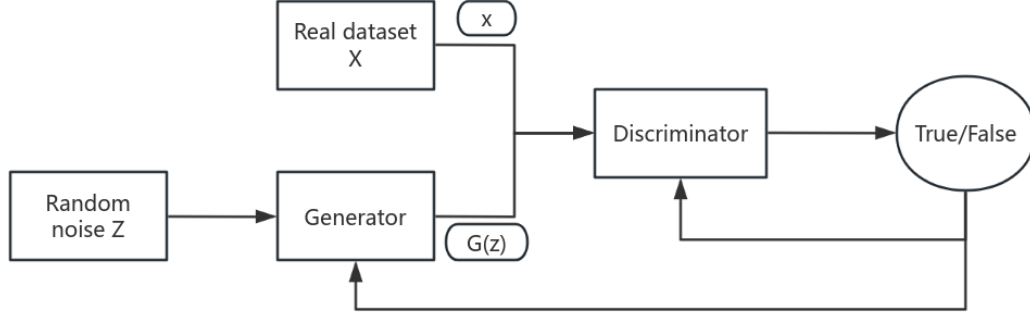 x
Real dataset
X
Discriminator
True/False
Random
noise Z
Generator
G(z)